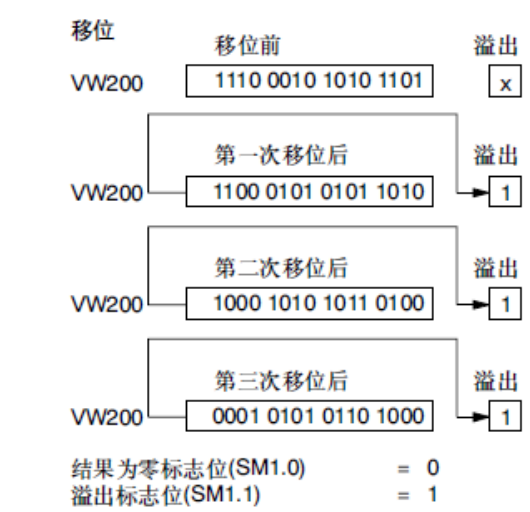 移位
移位前 溢出
VW200 1110 0010 1010 1101 x
第一次移位后 溢出
VW200 1100 0101 0101 1010 1
第二次移位后 溢出
VW200 1000 1010 1011 0100 1
第三次移位后 溢出
VW200 0001 0101 0110 1000 1
结果为零标志位(SM1.0) = 0
溢出标志位(SM1.1) = 1